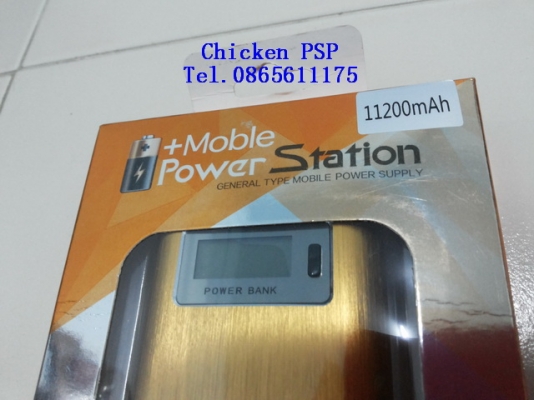 Chicken PSP
Tel.0865611175
11200mAh
+Moble
Power Station
GENERAL TYPE MOBILE POWER SUPPLY
POWER BANK